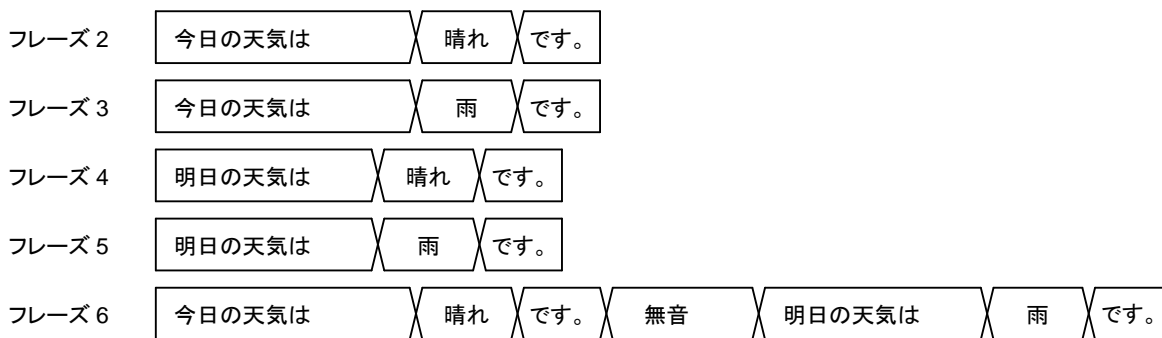 フレーズ 2 今日の天気は 晴れ です。
フレーズ 3 今日の天気は 雨 です。
フレーズ 4 明日の天気は 晴れ です。
フレーズ 5 明日の天気は 雨 です。
フレーズ 6 今日の天気は 晴れ です。 無音 明日の天気は 雨 です。